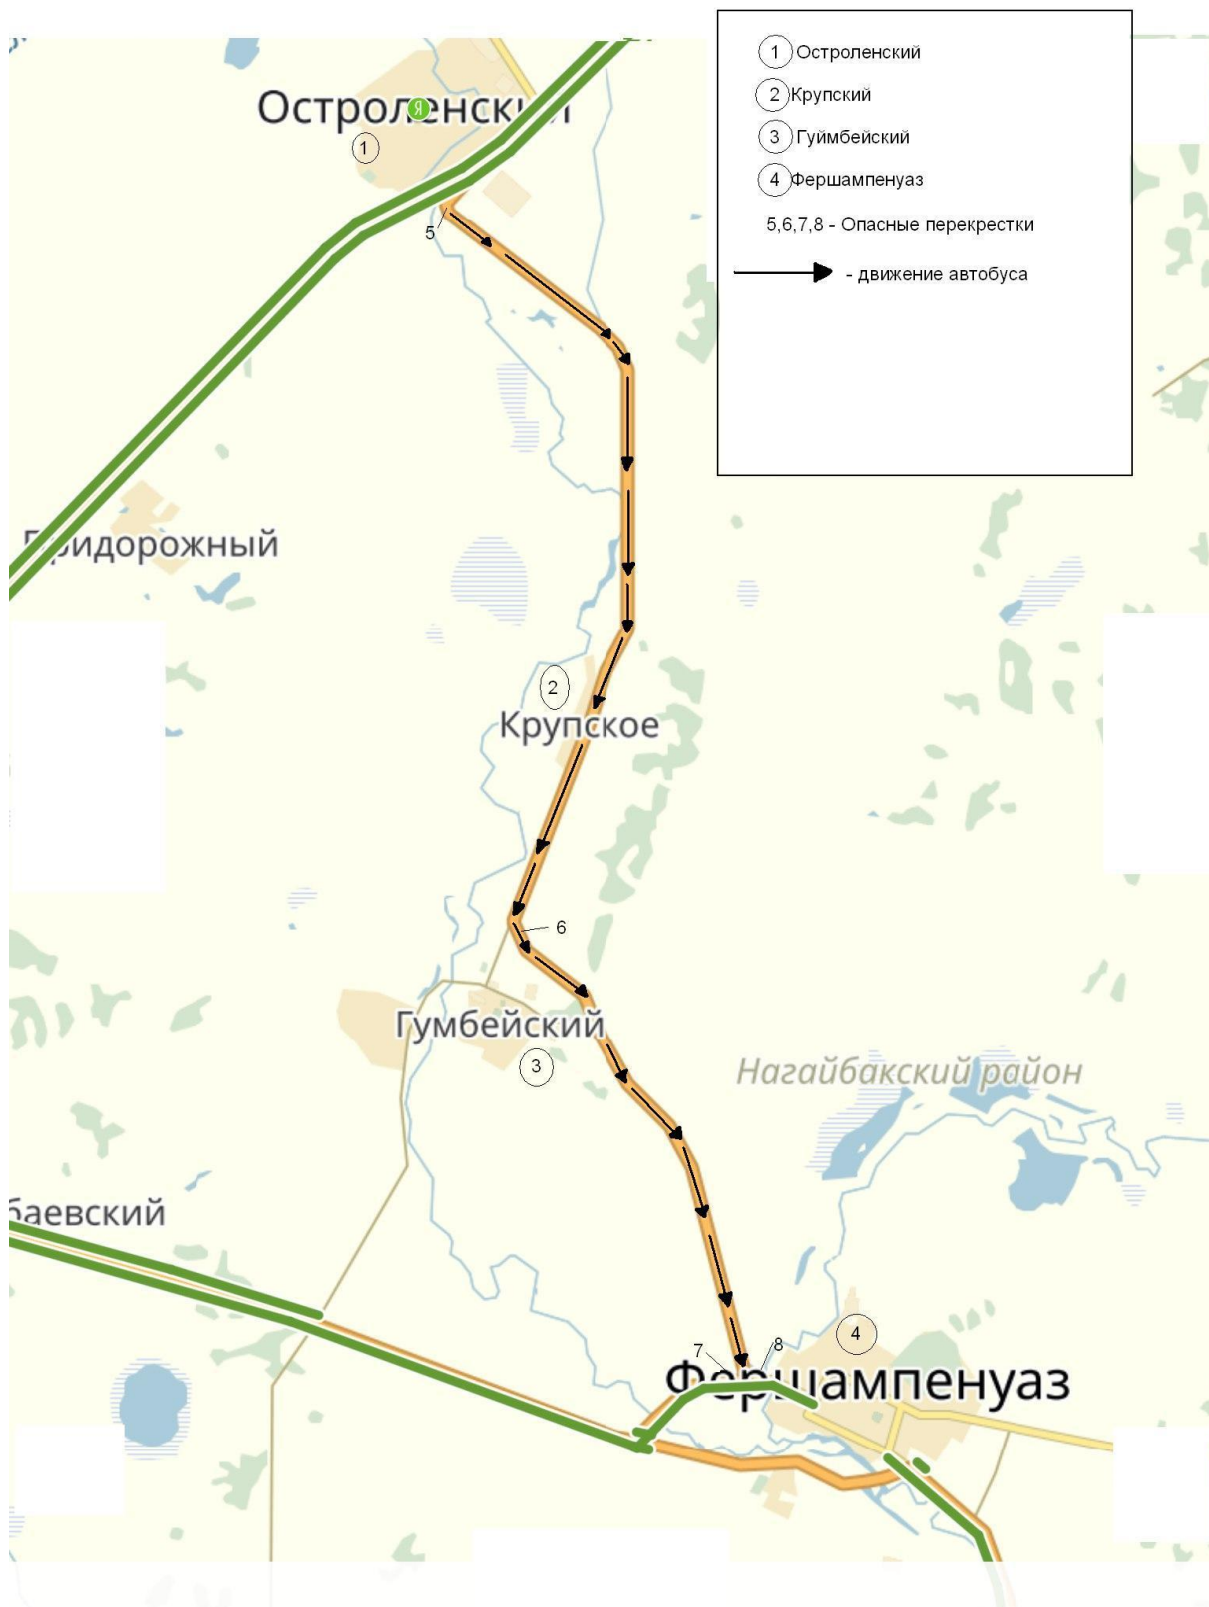 1 Остроленский
2 Крупский
3 Гуймбейский
4 Фершампенуаз
5,6,7,8 - Опасные перекрестки
- движение автобуса
Остроленский
Я
1
5
Придорожный
2
Крупское
6
Гумбейский
3
Нагайбакский район
баевский
4
7
8
Фершампенуаз